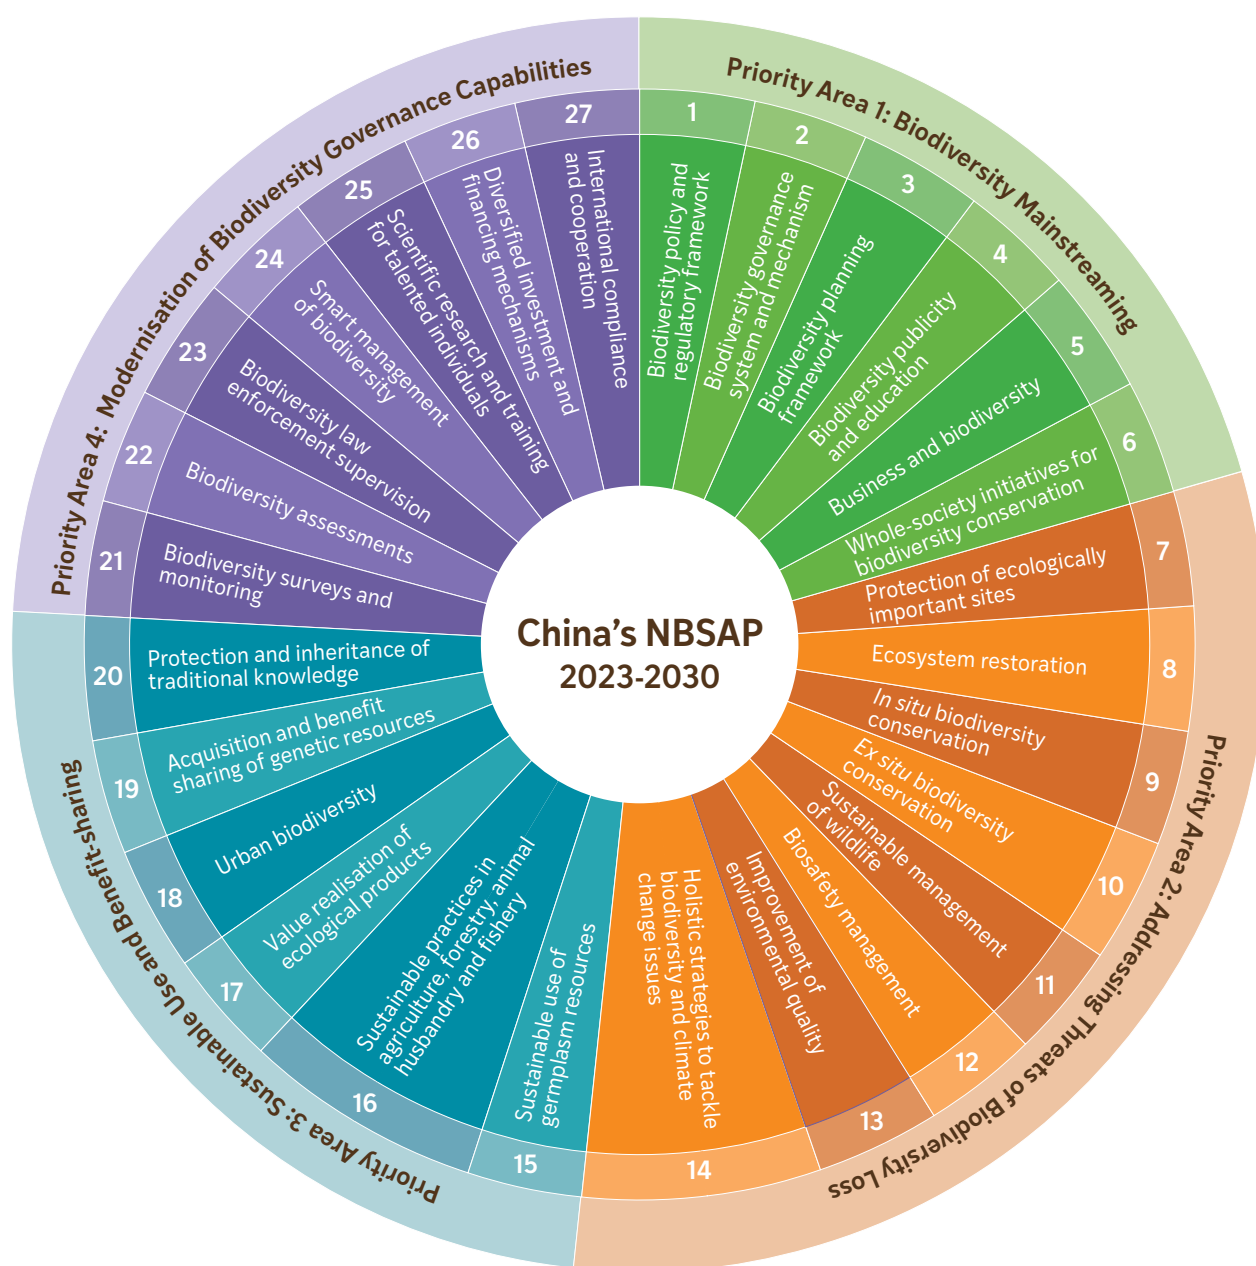 China's NBSAP
2023-2030
Priority Area 1: Biodiversity Mainstreaming
1
Biodiversity policy and
regulatory framework
2
Biodiversity governance
system and mechanism
3
Biodiversity planning
framework
4
Biodiversity publicity
and education
5
Business and biodiversity
6
Whole-society initiatives for
biodiversity conservation
Priority Area 2: Addressing Threats of Biodiversity Loss
7
Protection of ecologically
important sites
8
Ecosystem restoration
9
In situ biodiversity
conservation
10
Ex situ biodiversity
conservation
11
Sustainable management
of wildlife
12
Biosafety management
13
Improvement of
environmental quality
14
Holistic strategies to tackle
biodiversity and climate
change issues
Priority Area 3: Sustainable Use and Benefit-sharing
15
Sustainable use of
germplasm resources
16
Sustainable practices in
agriculture, forestry, animal
husbandry and fishery
17
Value realisation of
ecological products
18
Urban biodiversity
19
Acquisition and benefit
sharing of genetic resources
20
Protection and inheritance of
traditional knowledge
Priority Area 4: Modernisation of Biodiversity Governance Capabilities
21
Biodiversity surveys and
monitoring
22
Biodiversity assessments
23
Biodiversity law
enforcement supervision
24
Smart management
of biodiversity
25
Scientific research and training
for talented individuals
26
Diversified investment and
financing mechanisms
27
International compliance
and cooperation